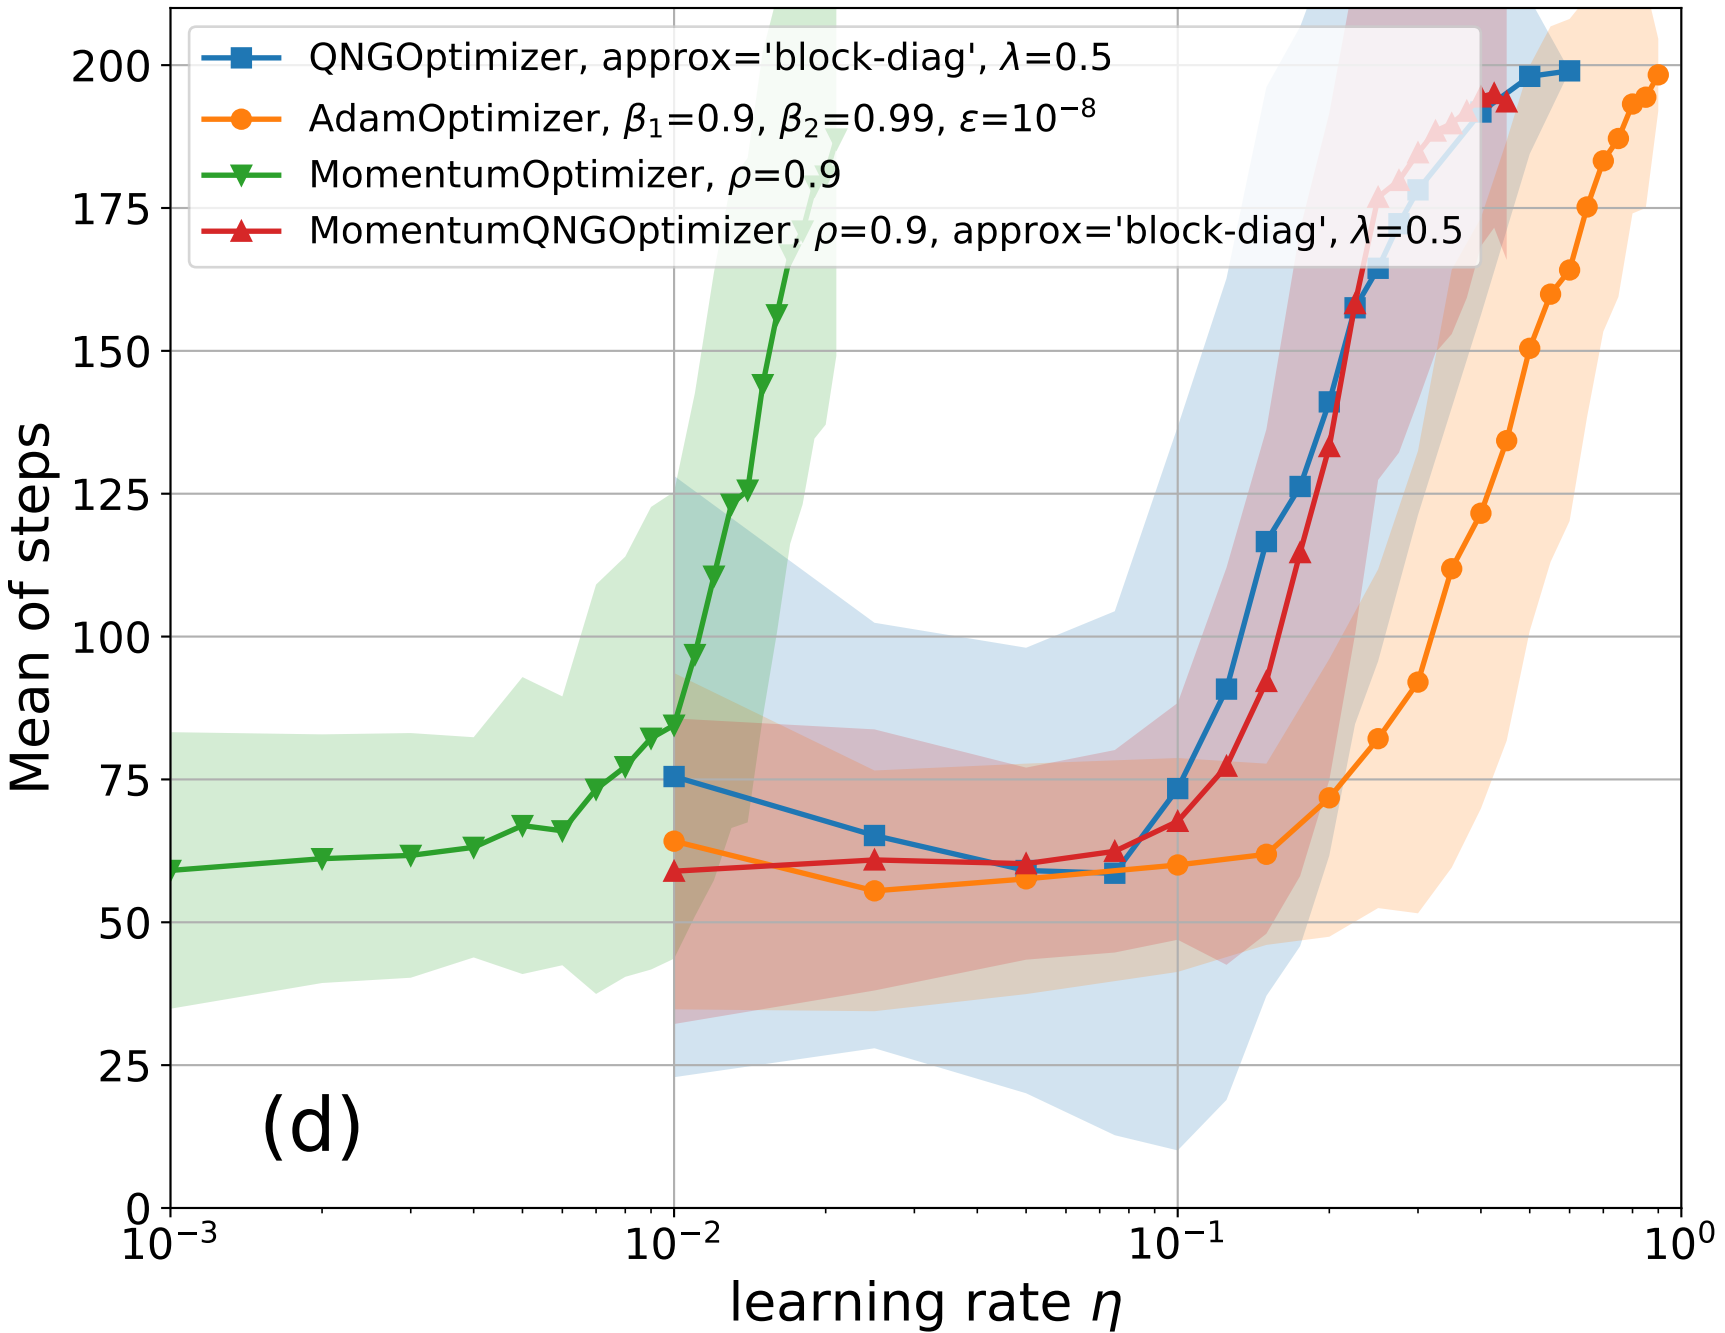 QNGOptimizer, approx='block-diag', λ=0.5
AdamOptimizer, β₁=0.9, β₂=0.99, ε=10⁻⁸
MomentumOptimizer, ρ=0.9
MomentumQNGOptimizer, ρ=0.9, approx='block-diag', λ=0.5
200
175
150
125
100
75
50
25
0
Mean of steps
(d)
10⁻³ 10⁻² 10⁻¹ 10⁰
learning rate η